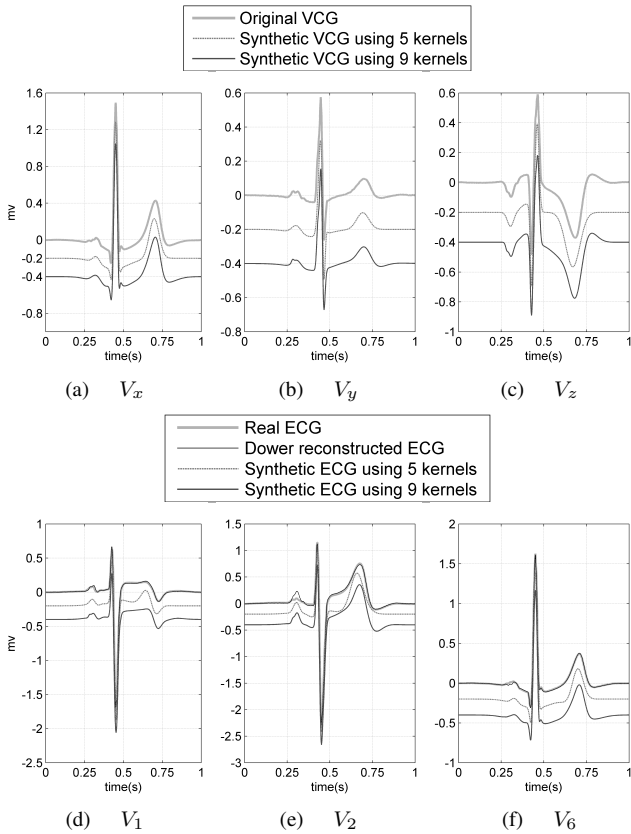 Original VCG
Synthetic VCG using 5 kernels
Synthetic VCG using 9 kernels
1.6
1.2
0.8
0.4
0
-0.4
-0.8
mv
0 0.25 0.5 0.75 1
time(s)
(a) Vx
0.6
0.4
0.2
0
-0.2
-0.4
-0.6
0.8
0 0.25 0.5 0.75 1
time(s)
(b) Vy
0.6
0.4
0.2
0
-0.2
-0.4
-0.6
-0.8
-1
0 0.25 0.5 0.75 1
time(s)
(c) Vz
Real ECG
Dower reconstructed ECG
Synthetic ECG using 5 kernels
Synthetic ECG using 9 kernels
1
0.5
0
-0.5
-1
-1.5
-2
-2.5
mv
0 0.25 0.5 0.75 1
time(s)
(d) V1
1.5
1
0.5
0
-0.5
-1
-1.5
-2
-2.5
-3
0 0.25 0.5 0.75 1
time(s)
(e) V2
2
1.5
1
0.5
0
-0.5
-1
0 0.25 0.5 0.75 1
time(s)
(f) V6